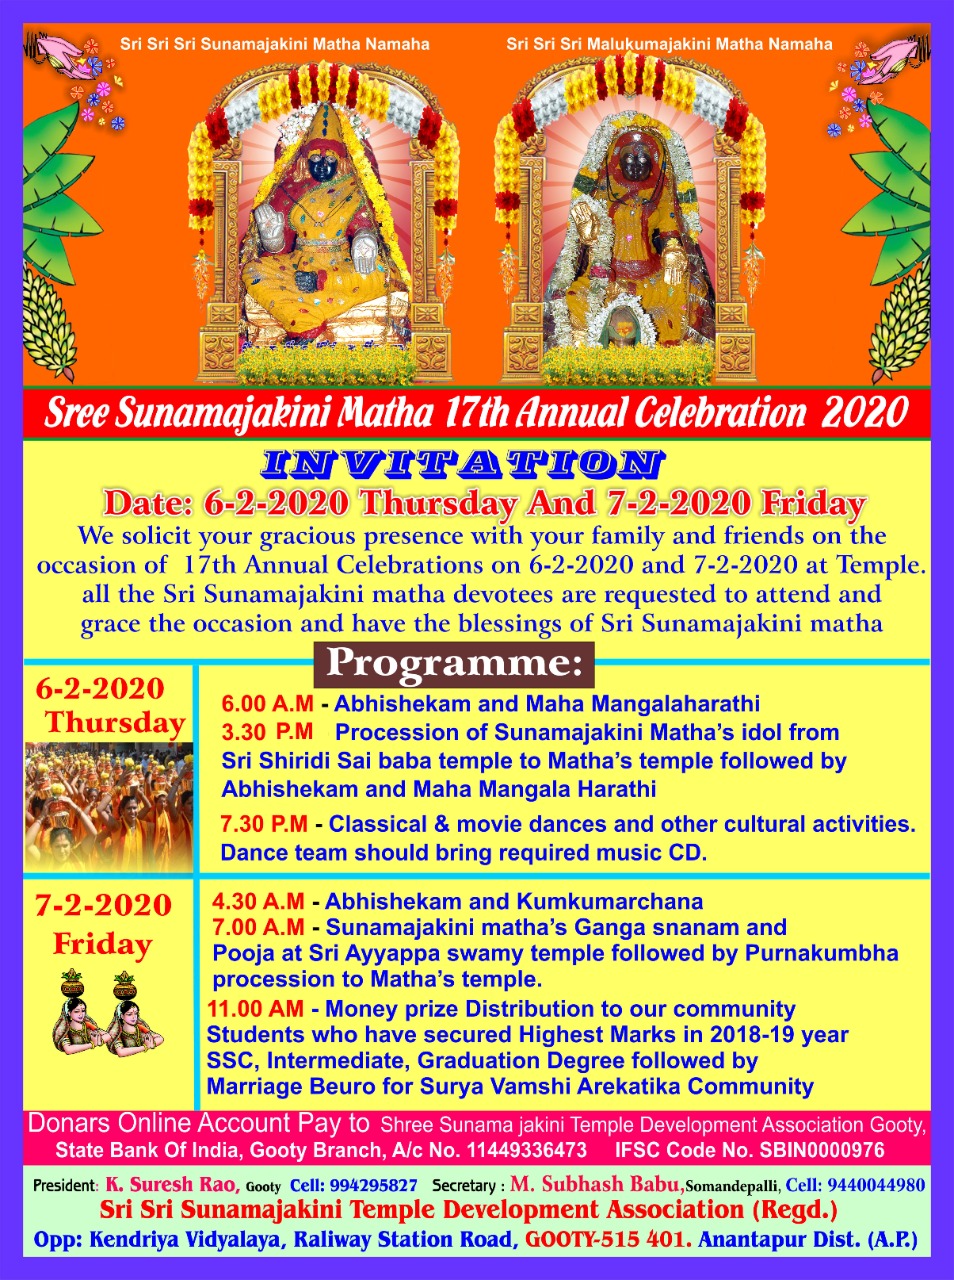 Sri Sri Sri Sunamajakini Matha Namaha
Sri Sri Sri Malukumajakini Matha Namaha
Sree Sunamajakini Matha 17th Annual Celebration 2020
INVITATION
Date: 6-2-2020 Thursday And 7-2-2020 Friday
We solicit your gracious presence with your family and friends on the
occasion of 17th Annual Celebrations on 6-2-2020 and 7-2-2020 at Temple.
all the Sri Sunamajakini matha devotees are requested to attend and
grace the occasion and have the blessings of Sri Sunamajakini matha
Programme:
6-2-2020
Thursday
6.00 A.M - Abhishekam and Maha Mangalaharathi
3.30 P.M Procession of Sunamajakini Matha's idol from
Sri Shiridi Sai baba temple to Matha's temple followed by
Abhishekam and Maha Mangala Harathi
7.30 P.M - Classical & movie dances and other cultural activities.
Dance team should bring required music CD.
7-2-2020
Friday
4.30 A.M - Abhishekam and Kumkumarchana
7.00 A.M - Sunamajakini matha's Ganga snanam and
Pooja at Sri Ayyappa swamy temple followed by Purnakumbha
procession to Matha's temple.
11.00 AM - Money prize Distribution to our community
Students who have secured Highest Marks in 2018-19 year
SSC, Intermediate, Graduation Degree followed by
Marriage Beuro for Surya Vamshi Arekatika Community
Donars Online Account Pay to Shree Sunama jakini Temple Development Association Gooty,
State Bank Of India, Gooty Branch, A/c No. 11449336473 IFSC Code No. SBIN0000976
President: K. Suresh Rao, Gooty Cell: 994295827 Secretary : M. Subhash Babu,Somandepalli, Cell: 9440044980
Sri Sri Sunamajakini Temple Development Association (Regd.)
Opp: Kendriya Vidyalaya, Raliway Station Road, GOOTY-515 401. Anantapur Dist. (A.P.)